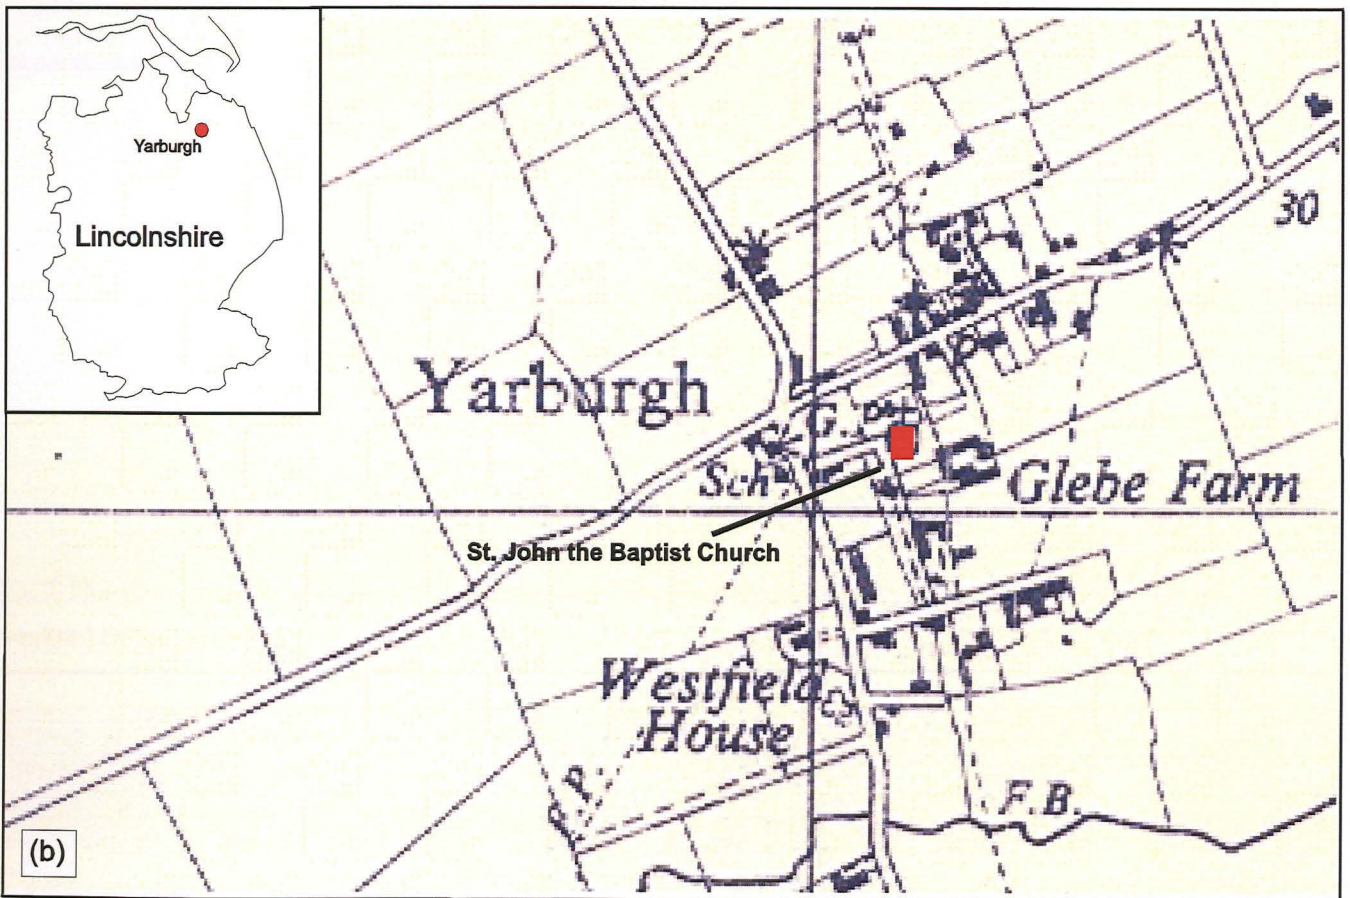 Yarburgh
Lincolnshire
30
Yarburgh
G.P.
Sch
Glebe Farm
St. John the Baptist Church
Westfield
House
F.P.
F.B.
(b)